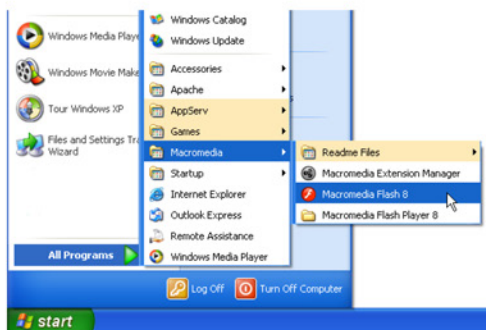 Windows Media Playe
Windows Movie Make
Tour Windows XP
Files and Settings Tra
Wizard
All Programs
Windows Catalog
Windows Update
Accessories
Apache
AppServ
Games
Macromedia
Startup
Internet Explorer
Outlook Express
Remote Assistance
Windows Media Player
Readme Files
Macromedia Extension Manager
Macromedia Flash 8
Macromedia Flash Player 8
Log Off
Turn Off Computer
start